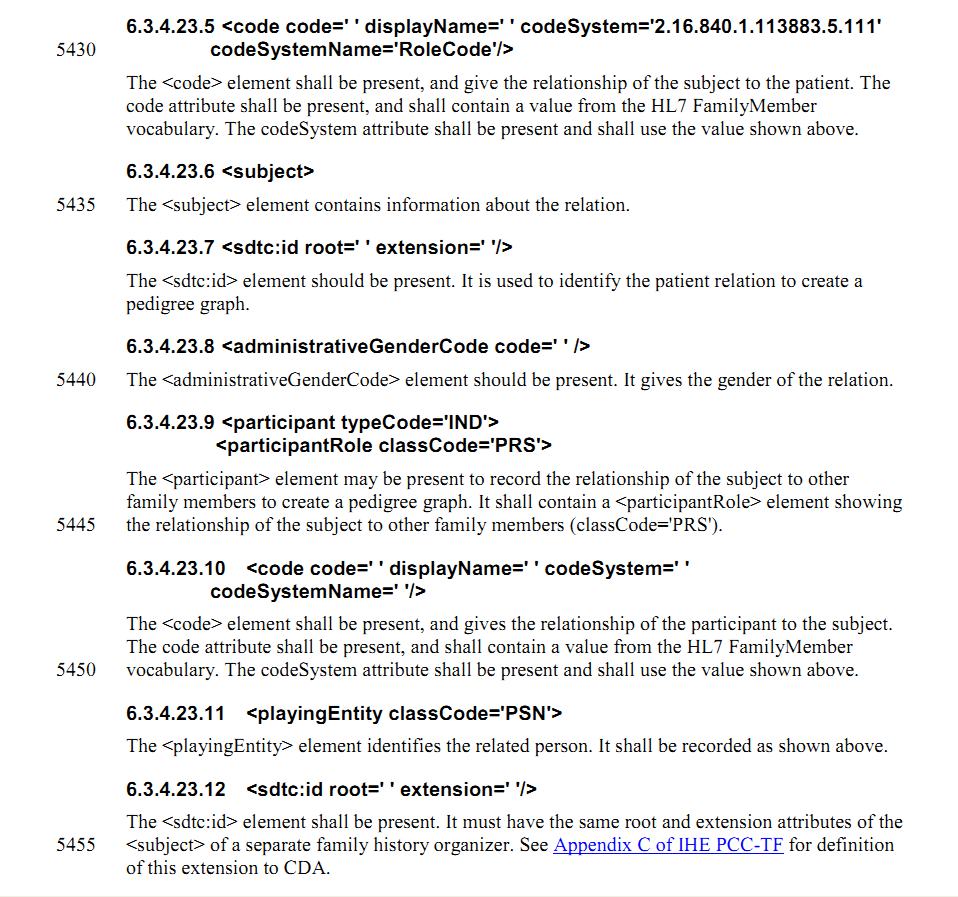 6.3.4.23.5 <code code=' ' displayName=' ' codeSystem='2.16.840.1.113883.5.111'
5430 codeSystemName='RoleCode'/>
The <code> element shall be present, and give the relationship of the subject to the patient. The
code attribute shall be present, and shall contain a value from the HL7 FamilyMember
vocabulary. The codeSystem attribute shall be present and shall use the value shown above.
6.3.4.23.6 <subject>
5435 The <subject> element contains information about the relation.
6.3.4.23.7 <sdtc:id root=' ' extension=' '/>
The <sdtc:id> element should be present. It is used to identify the patient relation to create a
pedigree graph.
6.3.4.23.8 <administrativeGenderCode code=' ' />
5440 The <administrativeGenderCode> element should be present. It gives the gender of the relation.
6.3.4.23.9 <participant typeCode='IND'>
<participantRole classCode='PRS'>
The <participant> element may be present to record the relationship of the subject to other
family members to create a pedigree graph. It shall contain a <participantRole> element showing
5445 the relationship of the subject to other family members (classCode='PRS').
6.3.4.23.10 <code code=' ' displayName=' ' codeSystem=' '
codeSystemName=' '/>
The <code> element shall be present, and gives the relationship of the participant to the subject.
The code attribute shall be present, and shall contain a value from the HL7 FamilyMember
5450 vocabulary. The codeSystem attribute shall be present and shall use the value shown above.
6.3.4.23.11 <playingEntity classCode='PSN'>
The <playingEntity> element identifies the related person. It shall be recorded as shown above.
6.3.4.23.12 <sdtc:id root=' ' extension=' '/>
The <sdtc:id> element shall be present. It must have the same root and extension attributes of the
5455 <subject> of a separate family history organizer. See Appendix C of IHE PCC-TF for definition
of this extension to CDA.